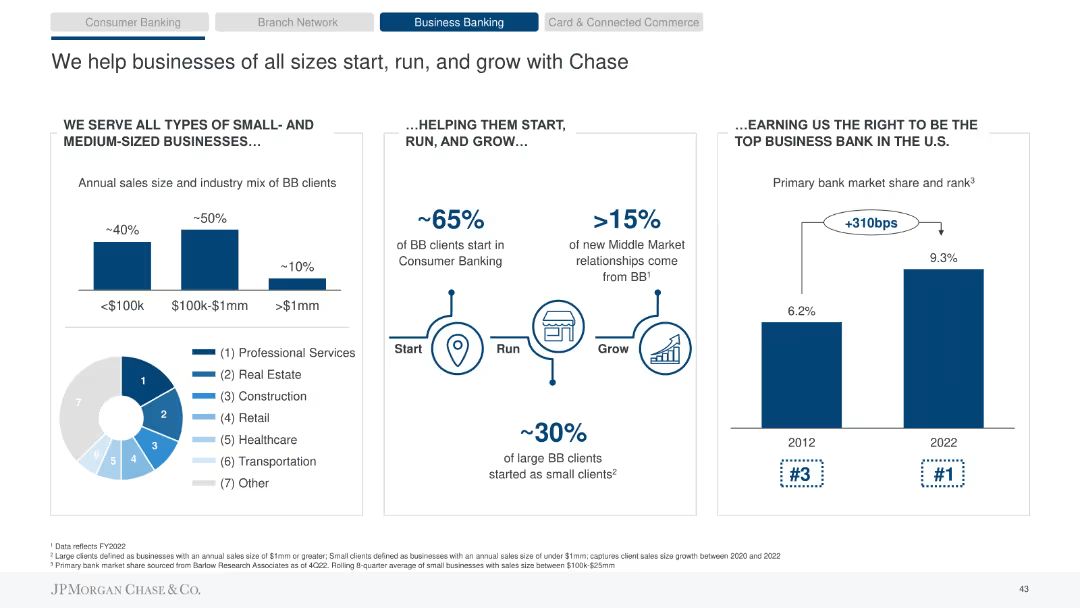 Consumer Banking
Branch Network
Business Banking
Card & Connected Commerce
We help businesses of all sizes start, run, and grow with Chase
WE SERVE ALL TYPES OF SMALL- AND
MEDIUM-SIZED BUSINESSES…
Annual sales size and industry mix of BB clients
~40%
~50%
~10%
<$100k
$100k-$1mm
>$1mm
1
2
3
4
5
6
7
(1) Professional Services
(2) Real Estate
(3) Construction
(4) Retail
(5) Healthcare
(6) Transportation
(7) Other
…HELPING THEM START,
RUN, AND GROW…
~65%
of BB clients start in
Consumer Banking
>15%
of new Middle Market
relationships come
from BB¹
Start
Run
Grow
~30%
of large BB clients
started as small clients²
…EARNING US THE RIGHT TO BE THE
TOP BUSINESS BANK IN THE U.S.
Primary bank market share and rank³
+310bps
6.2%
9.3%
2012
2022
#3
#1
¹ Data reflects FY2022
² Large clients defined as businesses with an annual sales size of $1mm or greater; Small clients defined as businesses with an annual sales size of under $1mm; captures client sales size growth between 2020 and 2022
³ Primary bank market share sourced from Barlow Research Associates as of 4Q22. Rolling 8-quarter average of small businesses with sales size between $100k-$25mm
JPMORGAN CHASE & CO.
43